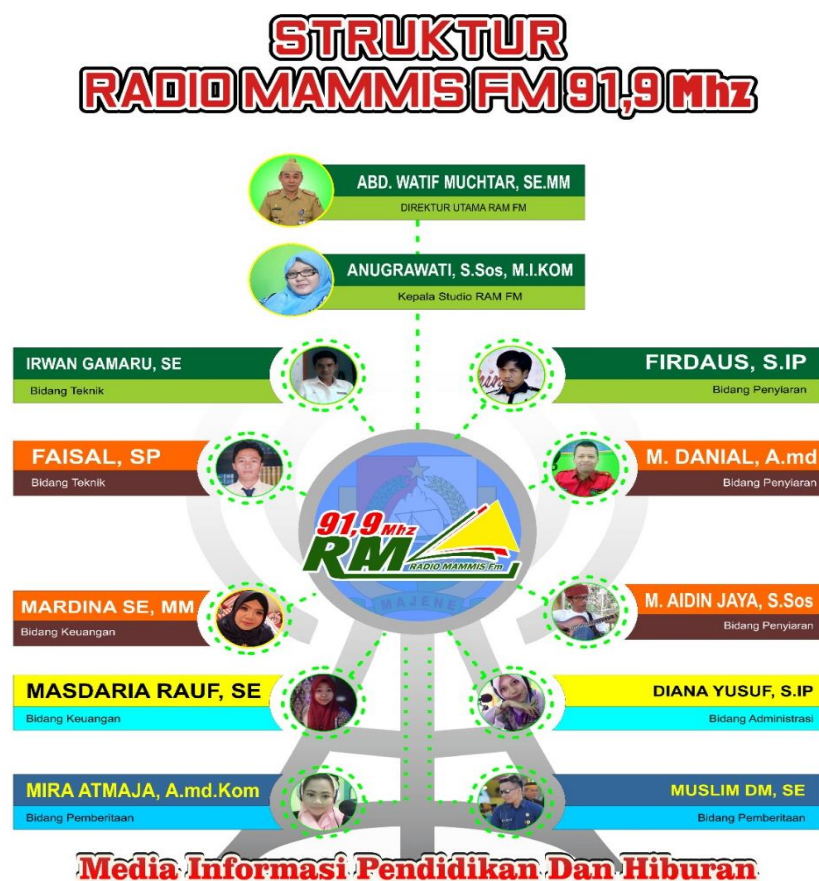 STRUKTUR
RADIO MAMMIS FM 91,9 Mhz
ABD. WATIF MUCHTAR, SE.MM
DIREKTUR UTAMA RAM FM
ANUGRAWATI, S.Sos, M.I.KOM
Kepala Studio RAM FM
IRWAN GAMARU, SE
Bidang Teknik
FIRDAUS, S.IP
Bidang Penyiaran
FAISAL, SP
Bidang Teknik
M. DANIAL, A.md
Bidang Penyiaran
91,9 Mhz
RM
RADIO MAMMIS Fm
MAJENE
MARDINA SE, MM
Bidang Keuangan
M. AIDIN JAYA, S.Sos
Bidang Penyiaran
MASDARIA RAUF, SE
Bidang Keuangan
DIANA YUSUF, S.IP
Bidang Administrasi
MIRA ATMAJA, A.md.Kom
Bidang Pemberitaan
MUSLIM DM, SE
Bidang Pemberitaan
Media Informasi Pendidikan Dan Hiburan